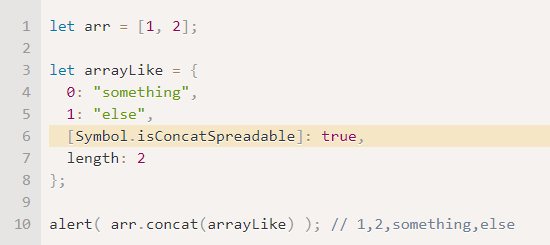 1 let arr = [1, 2];
2
3 let arrayLike = {
4   0: "something",
5   1: "else",
6   [Symbol.isConcatSpreadable]: true,
7   length: 2
8 };
9
10 alert( arr.concat(arrayLike) ); // 1,2,something,else